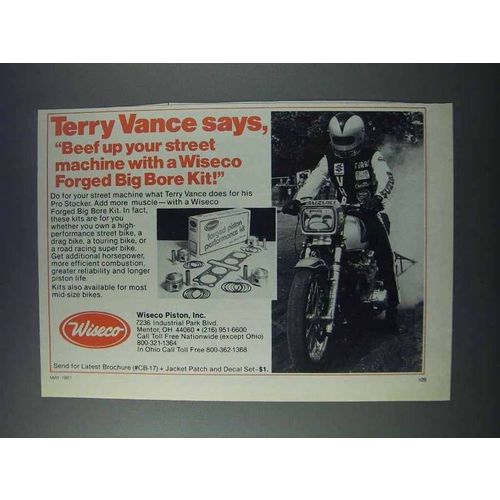 Terry Vance says,
"Beef up your street
machine with a Wiseco
Forged Big Bore Kit!"
Do for your street machine what Terry Vance does for his
Pro Stocker. Add more muscle—with a Wiseco
Forged Big Bore Kit. In fact,
these kits are for you
whether you own a high-
performance street bike, a
drag bike, a touring bike, or
a road racing super bike.
Get additional horsepower,
more efficient combustion,
greater reliability and longer
piston life.
Kits also available for most
mid-size bikes.
forged piston
performance kit
Wiseco
Wiseco Piston, Inc.
7236 Industrial Park Blvd.
Mentor, OH 44060 • (216) 951-6600
Call Toll Free Nationwide (except Ohio)
800-321-1364
In Ohio Call Toll Free 800-362-1368
Send for Latest Brochure (#CB-17) + Jacket Patch and Decal Set–$1.
SUZUKI
MAY 1981